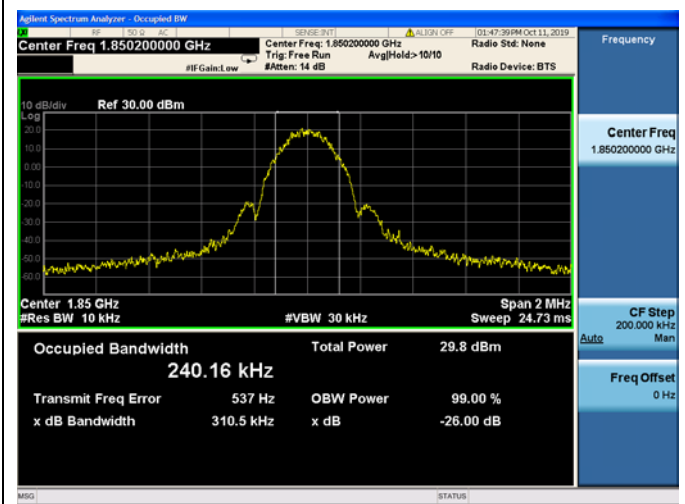 Agilent Spectrum Analyzer - Occupied BW
RF 50 Ω AC SENSE:INT ALIGN OFF 01:47:39 PM Oct 11, 2019
Center Freq 1.850200000 GHz
Center Freq: 1.850200000 GHz
Radio Std: None
Trig: Free Run Avg|Hold:>10/10
#IFGain:Low #Atten: 14 dB Radio Device: BTS
10 dB/div Ref 30.00 dBm
Log
20.0
10.0
0.00
-10.0
-20.0
-30.0
-40.0
-50.0
-60.0
Center 1.85 GHz Span 2 MHz
#Res BW 10 kHz #VBW 30 kHz Sweep 24.73 ms
Occupied Bandwidth Total Power 29.8 dBm
240.16 kHz
Transmit Freq Error 537 Hz OBW Power 99.00 %
x dB Bandwidth 310.5 kHz x dB -26.00 dB
MSG STATUS
Frequency
Center Freq
1.850200000 GHz
CF Step
200.000 kHz
Auto Man
Freq Offset
0 Hz